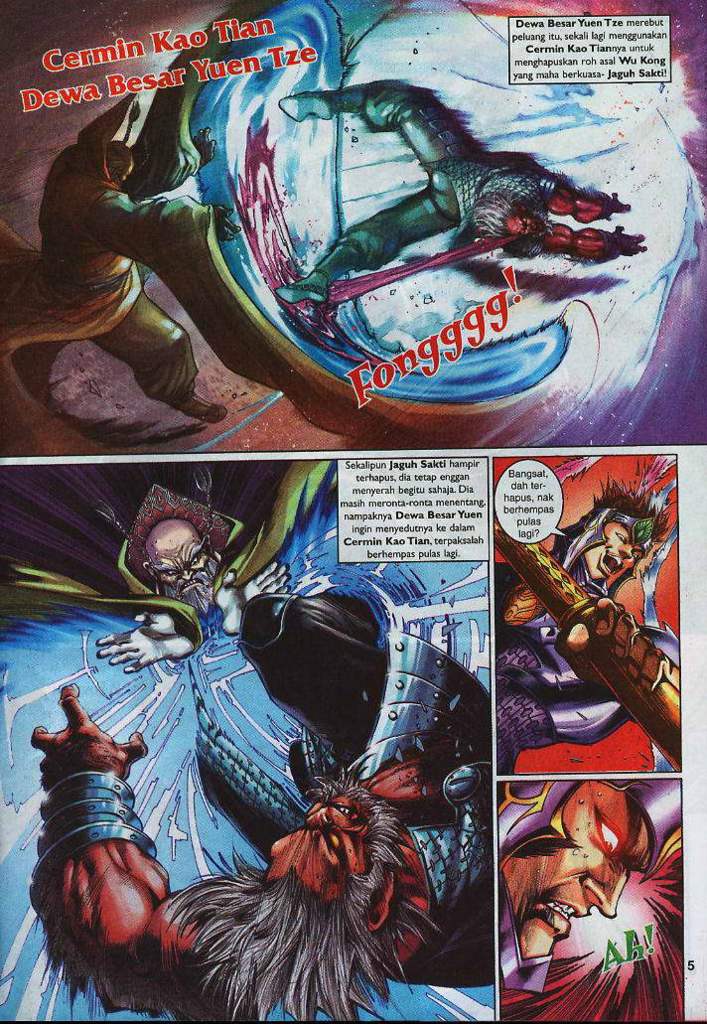 Cermin Kao Tian
Dewa Besar Yuen Tze
Dewa Besar Yuen Tze merebut
peluang itu, sekali lagi menggunakan
Cermin Kao Tiannya untuk
menghapuskan roh asal Wu Kong
yang maha berkuasa- Jaguh Sakti!
Fongggg!
Sekalipun Jaguh Sakti hampir
terhapus, dia tetap enggan
menyerah begitu sahaja. Dia
masih meronta-ronta menentang,
nampaknya Dewa Besar Yuen
ingin menyedutnya ke dalam
Cermin Kao Tian, terpaksalah
berhempas pulas lagi.
Bangsat,
dah ter-
hapus, nak
berhempas
pulas
lagi?
Ah!
5